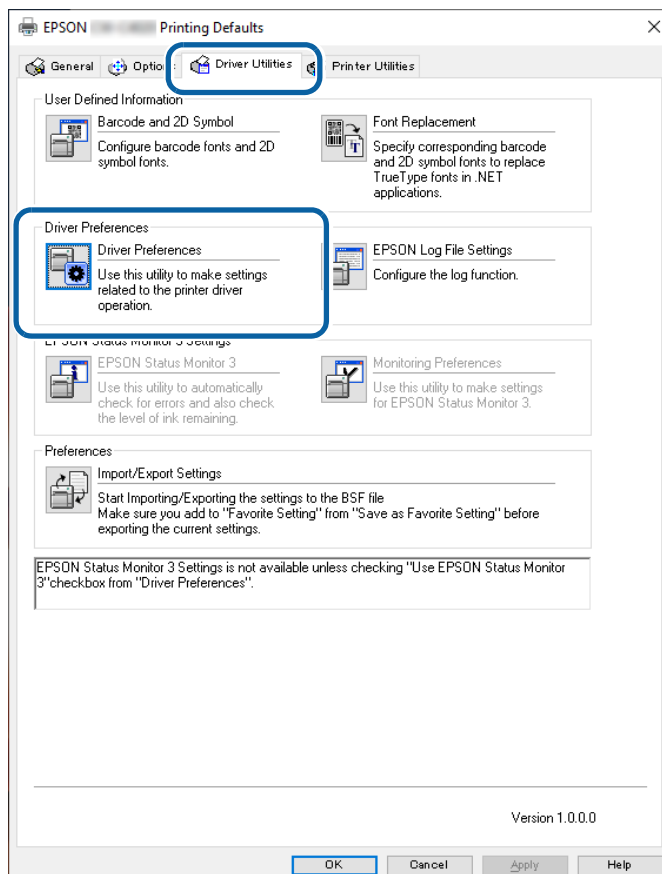 EPSON Printing Defaults
General Option Driver Utilities Printer Utilities
User Defined Information
Barcode and 2D Symbol
Configure barcode fonts and 2D
symbol fonts.
Font Replacement
Specify corresponding barcode
and 2D symbol fonts to replace
TrueType fonts in .NET
applications.
Driver Preferences
Driver Preferences
Use this utility to make settings
related to the printer driver
operation.
EPSON Log File Settings
Configure the log function.
EPSON Status Monitor 3 Settings
EPSON Status Monitor 3
Use this utility to automatically
check for errors and also check
the level of ink remaining.
Monitoring Preferences
Use this utility to make settings
for EPSON Status Monitor 3.
Preferences
Import/Export Settings
Start Importing/Exporting the settings to the BSF file
Make sure you add to "Favorite Setting" from "Save as Favorite Setting" before
exporting the current settings.
EPSON Status Monitor 3 Settings is not available unless checking "Use EPSON Status Monitor
3"checkbox from "Driver Preferences".
Version 1.0.0.0
OK Cancel Apply Help